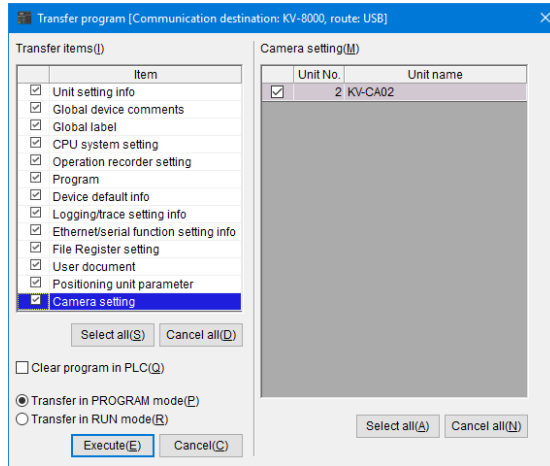 Transfer program [Communication destination: KV-8000, route: USB]
Transfer items(I)
Item
Unit setting info
Global device comments
Global label
CPU system setting
Operation recorder setting
Program
Device default info
Logging/trace setting info
Ethernet/serial function setting info
File Register setting
User document
Positioning unit parameter
Camera setting
Select all(S) Cancel all(D)
Clear program in PLC(Q)
Transfer in PROGRAM mode(P)
Transfer in RUN mode(R)
Execute(E) Cancel(C)
Camera setting(M)
Unit No. Unit name
2 KV-CA02
Select all(A) Cancel all(N)